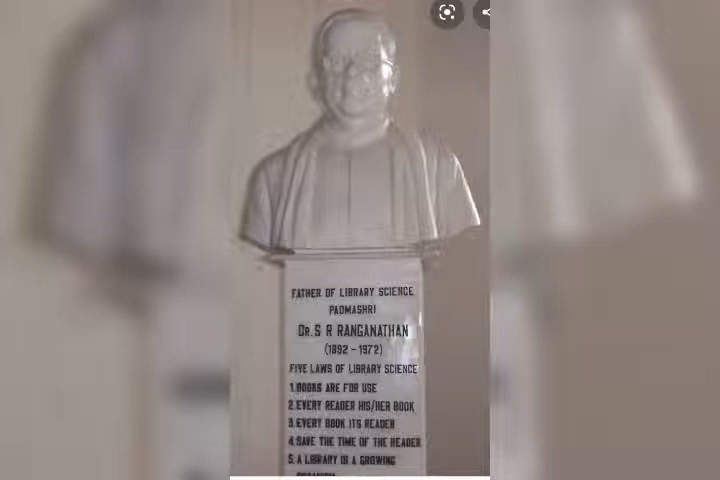 FATHER OF LIBRARY SCIENCE
PADMASHRI
DR. S R RANGANATHAN
(1892 - 1972)
FIVE LAWS OF LIBRARY SCIENCE
1. BOOKS ARE FOR USE
2. EVERY READER HIS/HER BOOK
3. EVERY BOOK ITS READER
4. SAVE THE TIME OF THE READER
5. A LIBRARY IS A GROWING